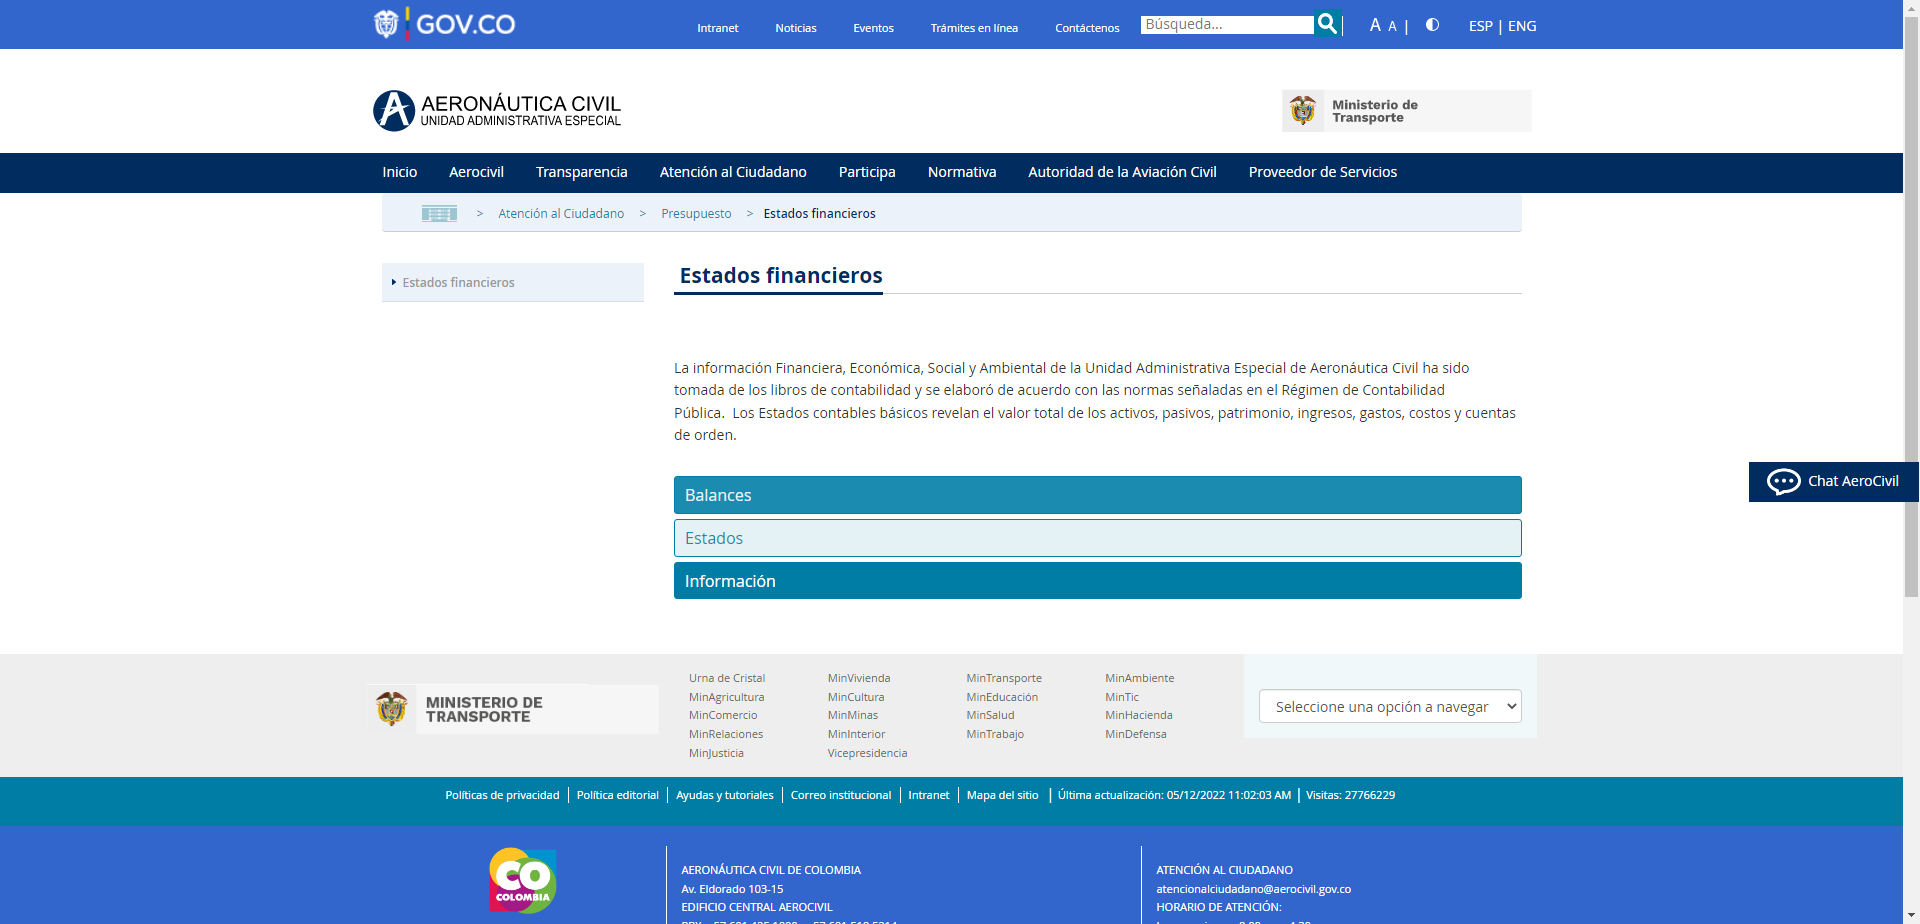 GOV.CO
Intranet
Noticias
Eventos
Trámites en línea
Contáctenos
Búsqueda...
A A |
ESP | ENG
AERONÁUTICA CIVIL
UNIDAD ADMINISTRATIVA ESPECIAL
Ministerio de
Transporte
Inicio
Aerocivil
Transparencia
Atención al Ciudadano
Participa
Normativa
Autoridad de la Aviación Civil
Proveedor de Servicios
> Atención al Ciudadano > Presupuesto > Estados financieros
Estados financieros
Estados financieros
La información Financiera, Económica, Social y Ambiental de la Unidad Administrativa Especial de Aeronáutica Civil ha sido
tomada de los libros de contabilidad y se elaboró de acuerdo con las normas señaladas en el Régimen de Contabilidad
Pública.  Los Estados contables básicos revelan el valor total de los activos, pasivos, patrimonio, ingresos, gastos, costos y cuentas
de orden.
Balances
Estados
Información
Chat AeroCivil
MINISTERIO DE
TRANSPORTE
Urna de Cristal
MinAgricultura
MinComercio
MinRelaciones
MinJusticia
MinVivienda
MinCultura
MinMinas
MinInterior
Vicepresidencia
MinTransporte
MinEducación
MinSalud
MinTrabajo
MinAmbiente
MinTic
MinHacienda
MinDefensa
Seleccione una opción a navegar
Políticas de privacidad | Política editorial | Ayudas y tutoriales | Correo institucional | Intranet | Mapa del sitio | Última actualización: 05/12/2022 11:02:03 AM | Visitas: 27766229
CO
COLOMBIA
AERONÁUTICA CIVIL DE COLOMBIA
Av. Eldorado 103-15
EDIFICIO CENTRAL AEROCIVIL
ATENCIÓN AL CIUDADANO
atencionalciudadano@aerocivil.gov.co
HORARIO DE ATENCIÓN: